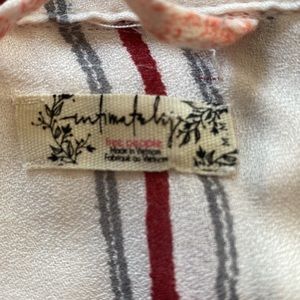 intimately
free people
Made in Vietnam
Fabriqué au Vietnam